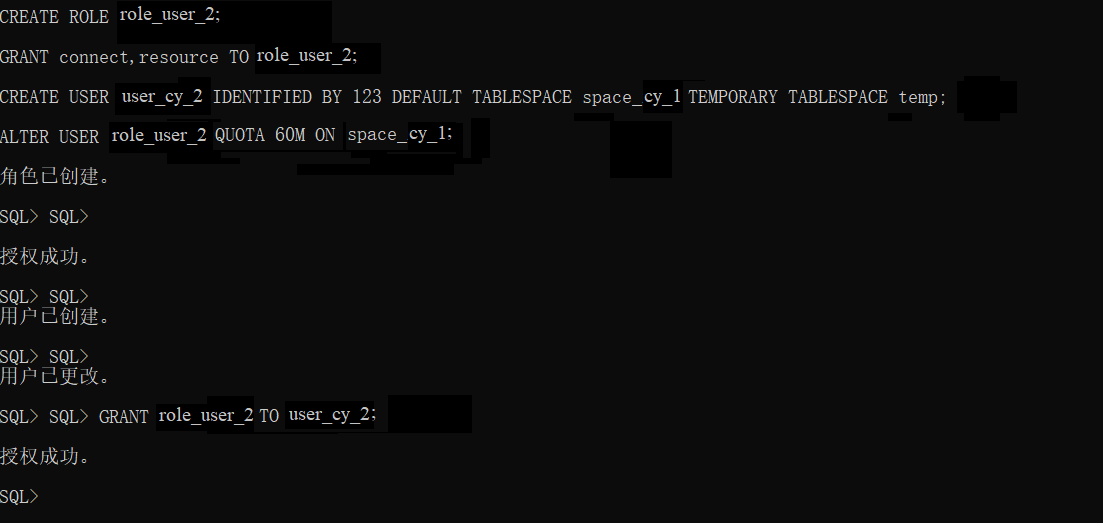 CREATE ROLE role_user_2;
GRANT connect,resource TO role_user_2;
CREATE USER user_cy_2 IDENTIFIED BY 123 DEFAULT TABLESPACE space_cy_1 TEMPORARY TABLESPACE temp;
ALTER USER role_user_2 QUOTA 60M ON space_cy_1;
角色已创建。
SQL> SQL>
授权成功。
SQL> SQL>
用户已创建。
SQL> SQL>
用户已更改。
SQL> SQL> GRANT role_user_2 TO user_cy_2;
授权成功。
SQL>